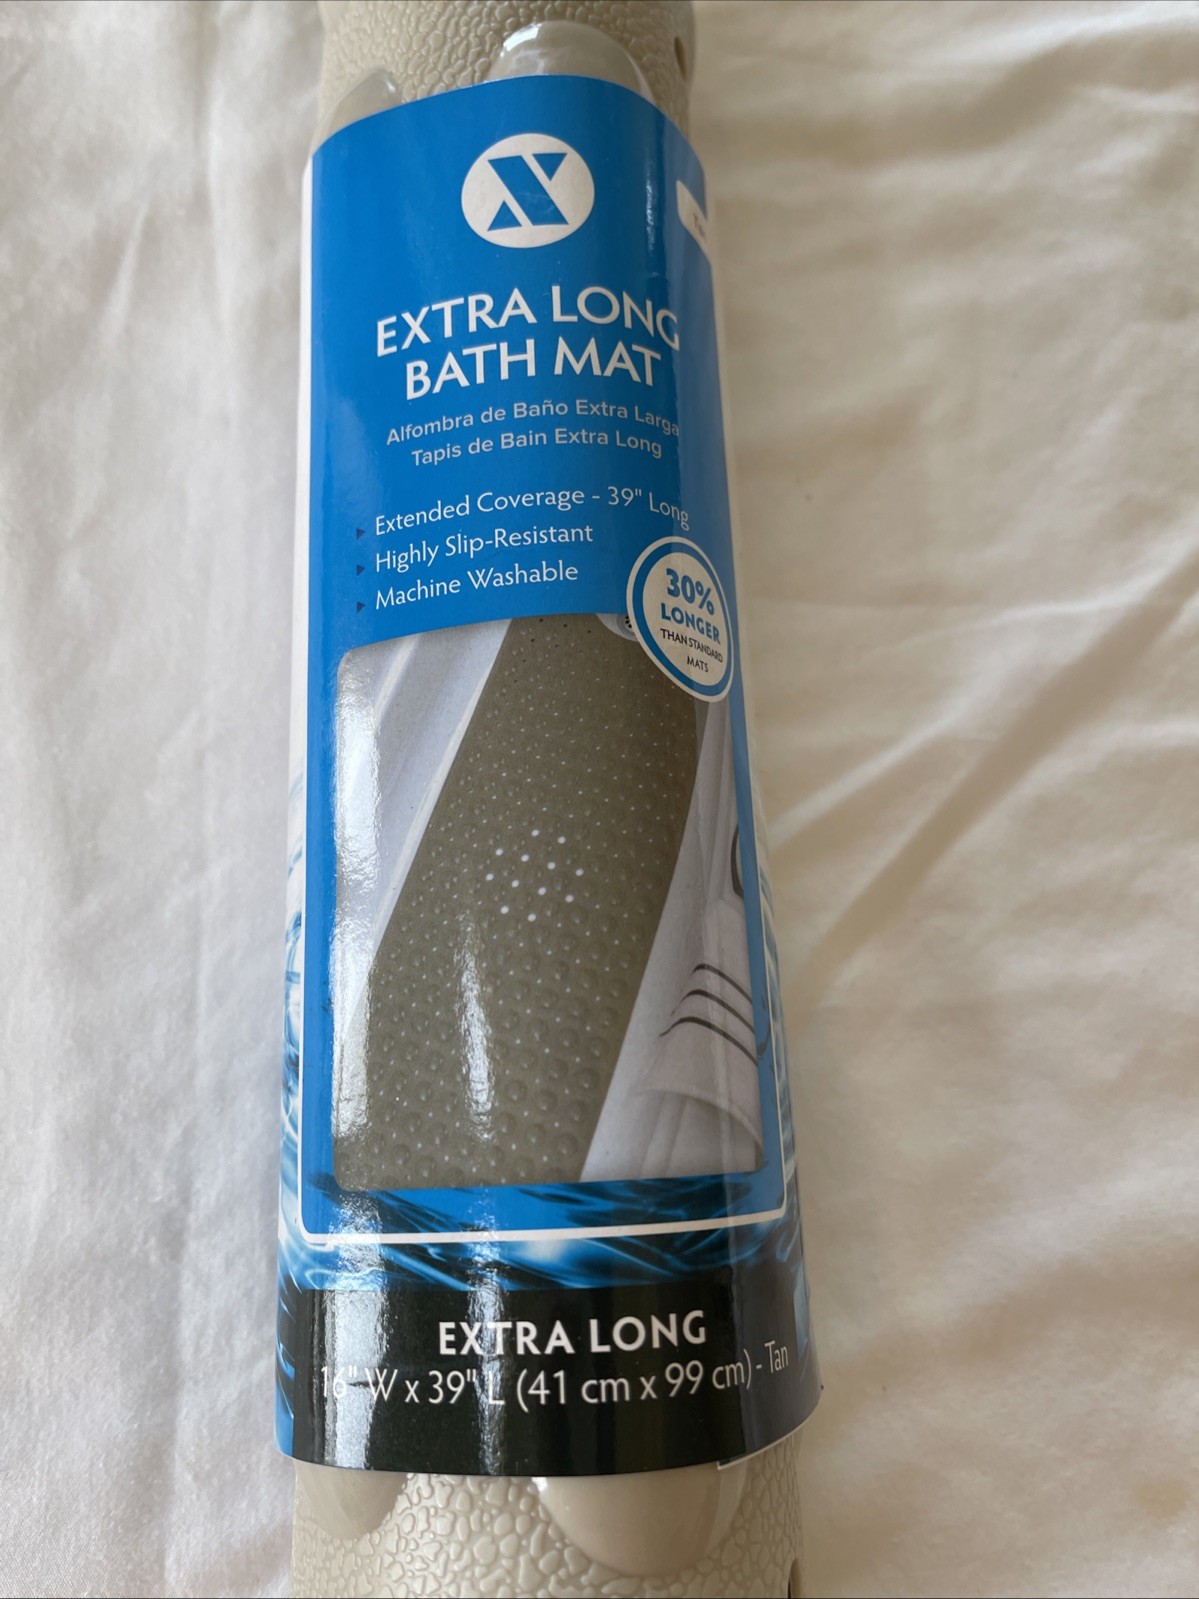 EXTRA LONG
BATH MAT
Alfombra de Baño Extra Larga
Tapis de Bain Extra Long
Extended Coverage - 39" Long
Highly Slip-Resistant
Machine Washable
30%
LONGER
THAN STANDARD
MATS
EXTRA LONG
16" W x 39" L (41 cm x 99 cm) - Tan